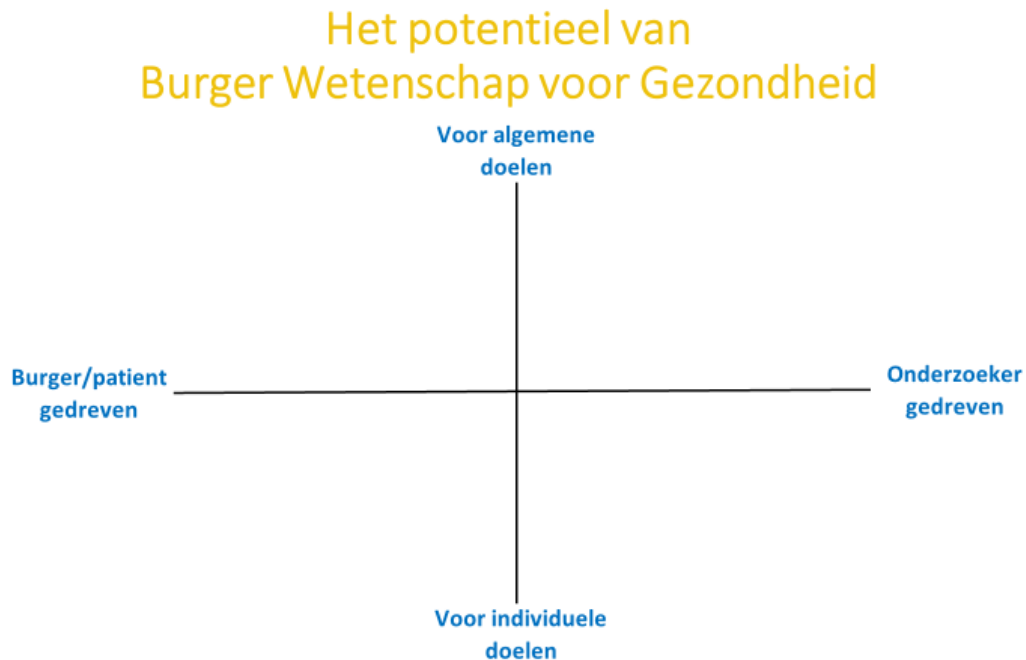 Het potentieel van
Burger Wetenschap voor Gezondheid
Voor algemene
doelen
Burger/patient
gedreven
Onderzoeker
gedreven
Voor individuele
doelen